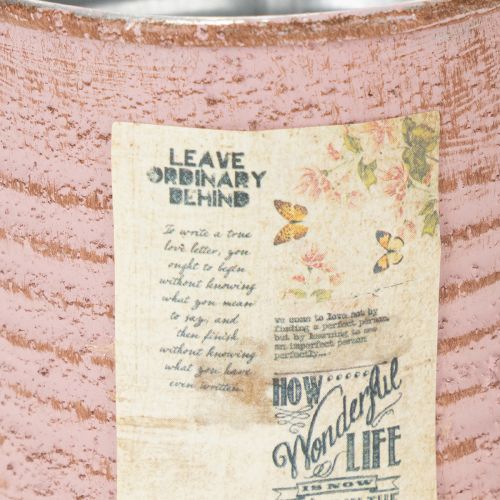 LEAVE
ORDINARY
BEHIND
To write a true
love letter, you
ought to begin
without knowing
what you mean
to say, and
then finish
without knowing
what you have
even written.
we come to love not by
finding a perfect person,
but by learning to see
an imperfect person
perfectly...
HOW
Wonderful
LIFE
IS NOW